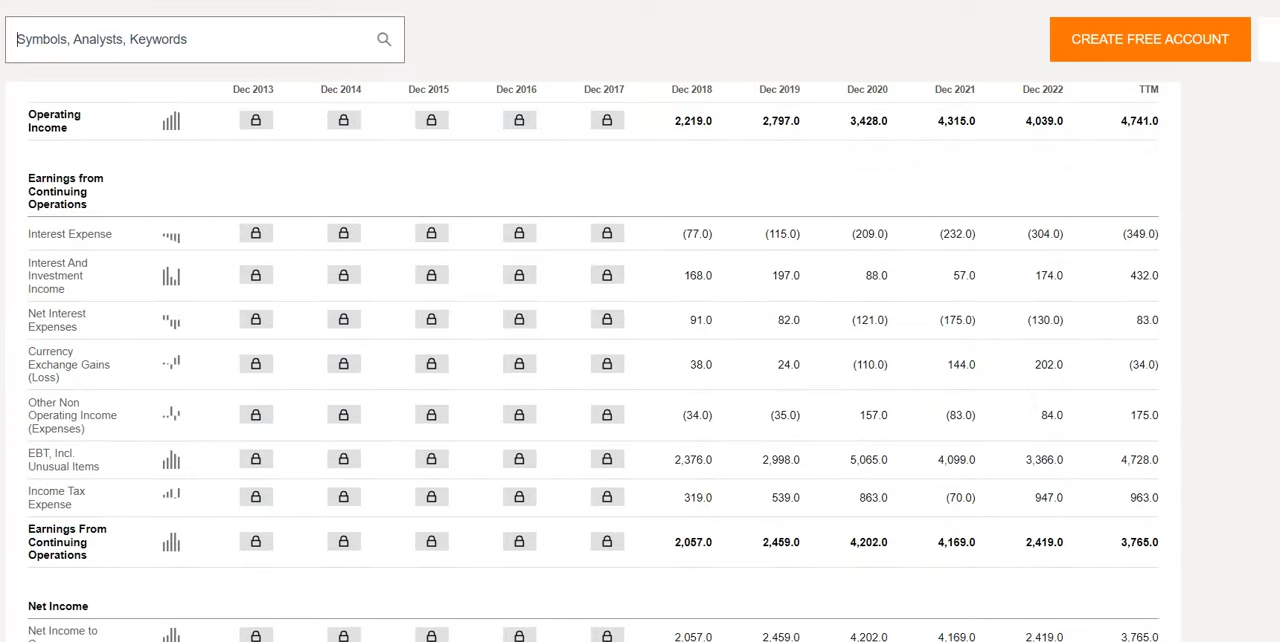 Symbols, Analysts, Keywords
CREATE FREE ACCOUNT
Dec 2013 Dec 2014 Dec 2015 Dec 2016 Dec 2017 Dec 2018 Dec 2019 Dec 2020 Dec 2021 Dec 2022 TTM
Operating
Income
2,219.0 2,797.0 3,428.0 4,315.0 4,039.0 4,741.0
Earnings from
Continuing
Operations
Interest Expense (77.0) (115.0) (209.0) (232.0) (304.0) (349.0)
Interest And
Investment
Income
168.0 197.0 88.0 57.0 174.0 432.0
Net Interest
Expenses
91.0 82.0 (121.0) (175.0) (130.0) 83.0
Currency
Exchange Gains
(Loss)
38.0 24.0 (110.0) 144.0 202.0 (34.0)
Other Non
Operating Income
(Expenses)
(34.0) (35.0) 157.0 (83.0) 84.0 175.0
EBT, Incl.
Unusual Items
2,376.0 2,998.0 5,065.0 4,099.0 3,366.0 4,728.0
Income Tax
Expense
319.0 539.0 863.0 (70.0) 947.0 963.0
Earnings From
Continuing
Operations
2,057.0 2,459.0 4,202.0 4,169.0 2,419.0 3,765.0
Net Income
Net Income to
2,057.0 2,459.0 4,202.0 4,169.0 2,419.0 3,765.0